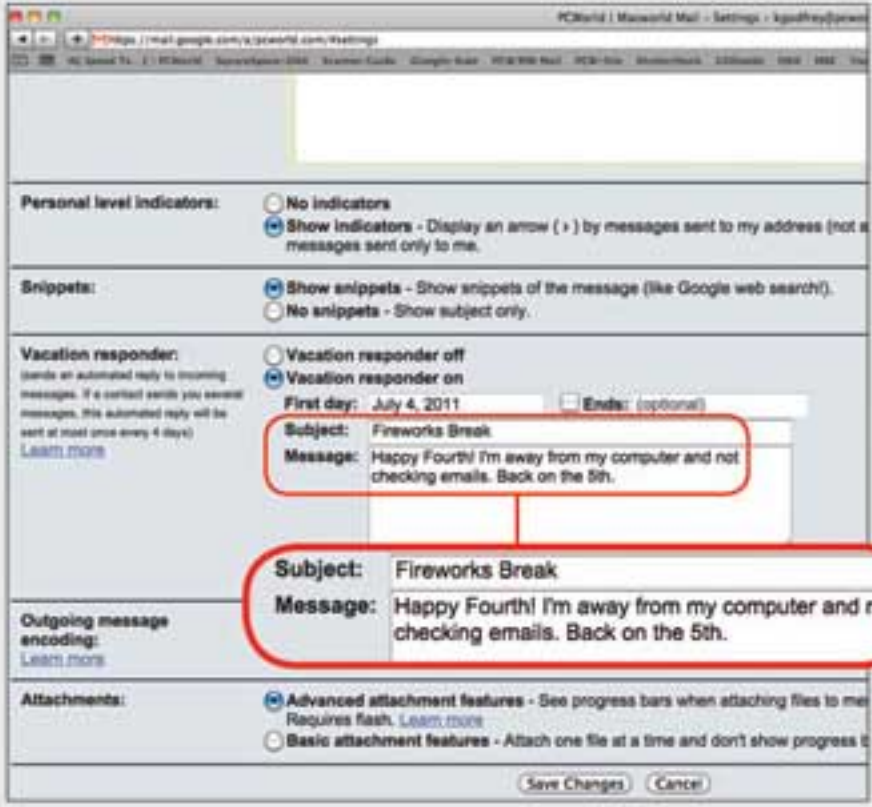 PCWorld | Macworld Mail - Settings -
Personal level indicators:
No indicators
Show indicators - Display an arrow ( › ) by messages sent to my address (not a
messages sent only to me.
Snippets:
Show snippets - Show snippets of the message (like Google web search!).
No snippets - Show subject only.
Vacation responder:
(sends an automated reply to incoming
messages. If a contact sends you several
messages, this automated reply will be
sent at most once every 4 days)
Learn more
Vacation responder off
Vacation responder on
First day: July 4, 2011 Ends: (optional)
Subject: Fireworks Break
Message: Happy Fourth! I'm away from my computer and not
checking emails. Back on the 5th.
Subject: Fireworks Break
Message: Happy Fourth! I'm away from my computer and
checking emails. Back on the 5th.
Outgoing message
encoding:
Learn more
Attachments:
Advanced attachment features - See progress bars when attaching files to me
Requires flash. Learn more
Basic attachment features - Attach one file at a time and don't show progress b
Save Changes Cancel